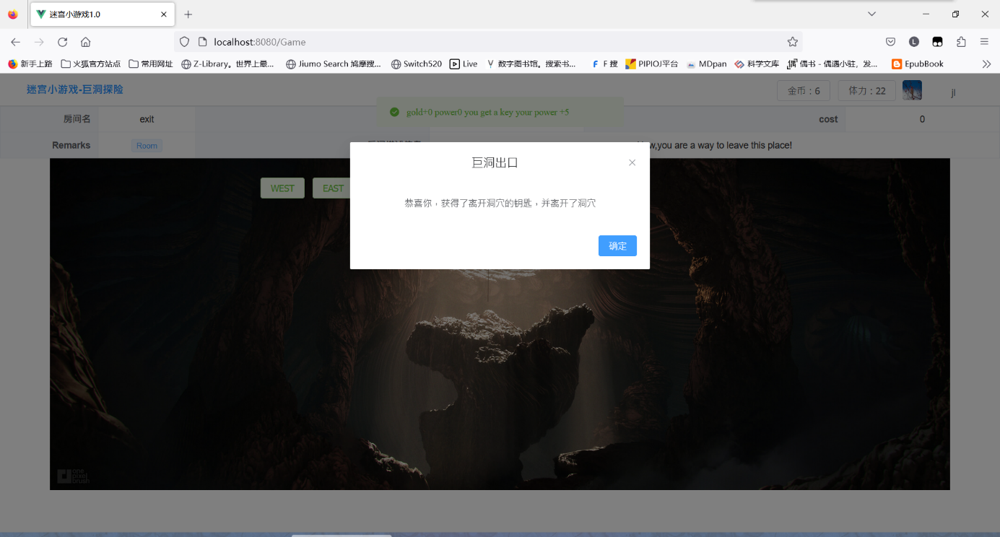 迷宫小游戏1.0
localhost:8080/Game
新手上路 火狐官方站点 常用网址 Z-Library。世界上最... Jiumo Search 鸠摩搜... Switch520 Live 数字图书馆。搜索书... F 搜 PIPIOJ平台 MDpan 科学文库 偶书 - 偶遇小驻，发... EpubBook
迷宫小游戏-巨洞探险 金币：6 体力：22 jl
gold+0 power0 you get a key your power +5
房间名 exit cost 0
Remarks Room w,you are a way to leave this place!
巨洞出口
WEST EAST
恭喜你，获得了离开洞穴的钥匙，并离开了洞穴
确定
one
pixel
brush